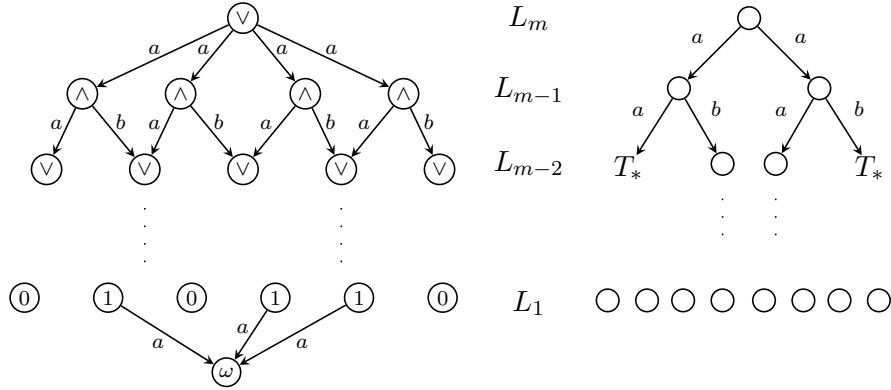 ∨ L_m
a a a a a a
∧ ∧ ∧ ∧ L_{m−1}
a b a b a b a b a b a b
∨ ∨ ∨ ∨ ∨ L_{m−2} T_* T_*
0 1 0 1 1 0 L_1
a a a
ω